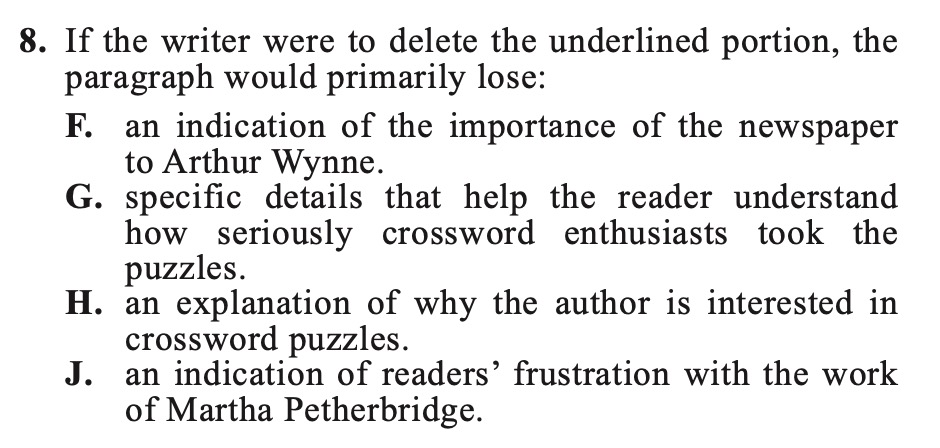 8. If the writer were to delete the underlined portion, the
paragraph would primarily lose:
F. an indication of the importance of the newspaper
to Arthur Wynne.
G. specific details that help the reader understand
how seriously crossword enthusiasts took the
puzzles.
H. an explanation of why the author is interested in
crossword puzzles.
J. an indication of readers’ frustration with the work
of Martha Petherbridge.